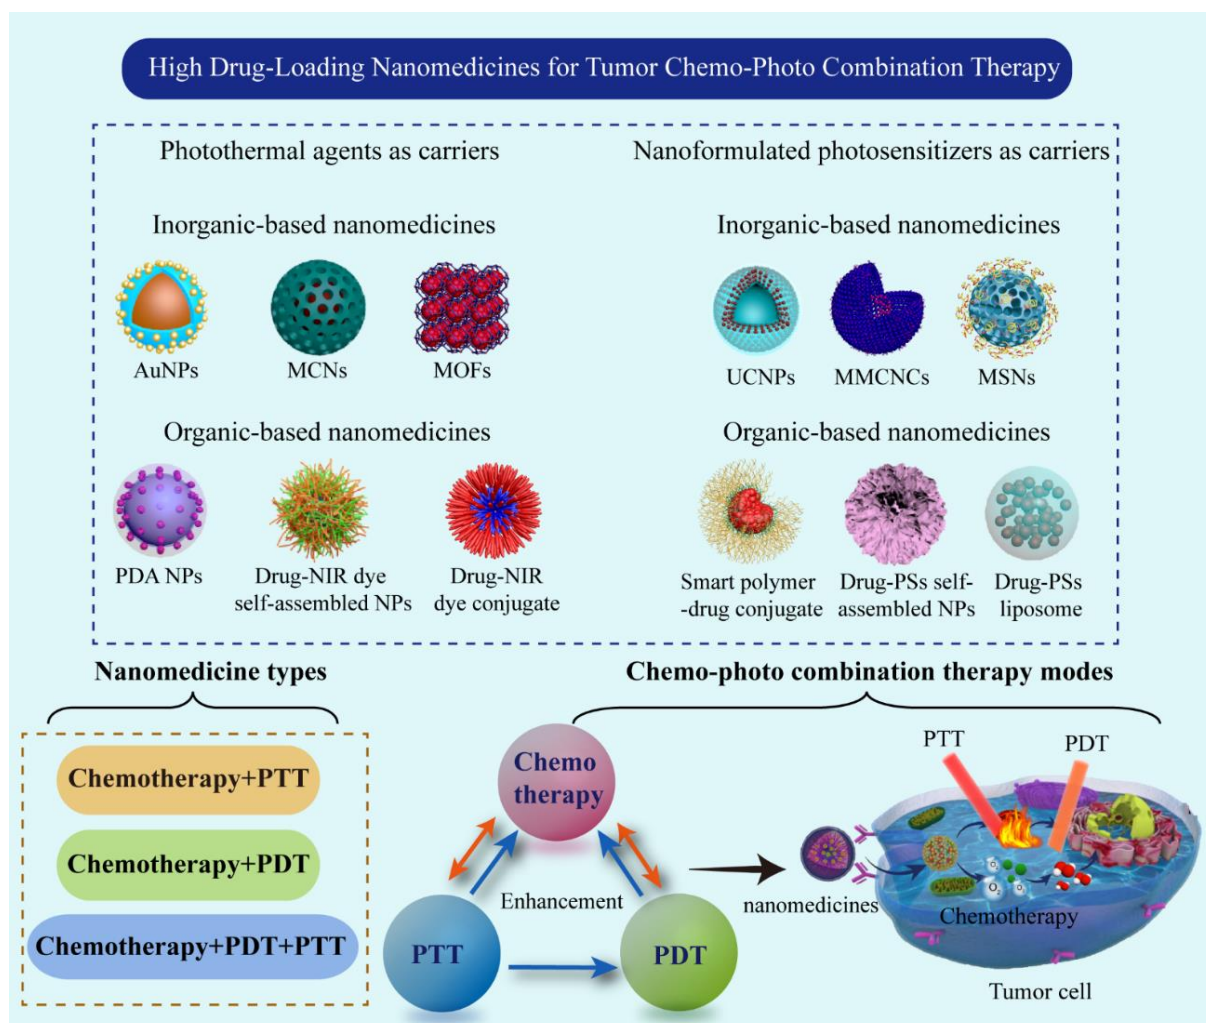 High Drug-Loading Nanomedicines for Tumor Chemo-Photo Combination Therapy
Photothermal agents as carriers
Inorganic-based nanomedicines
AuNPs
MCNs
MOFs
Organic-based nanomedicines
PDA NPs
Drug-NIR dye
self-assembled NPs
Drug-NIR
dye conjugate
Nanoformulated photosensitizers as carriers
Inorganic-based nanomedicines
UCNPs
MMCNCs
MSNs
Organic-based nanomedicines
Smart polymer
-drug conjugate
Drug-PSs self-
assembled NPs
Drug-PSs
liposome
Nanomedicine types
Chemotherapy+PTT
Chemotherapy+PDT
Chemotherapy+PDT+PTT
Chemo-photo combination therapy modes
Chemo
therapy
Enhancement
PTT
PDT
nanomedicines
PTT
PDT
O2
O2
O2
Chemotherapy
Tumor cell